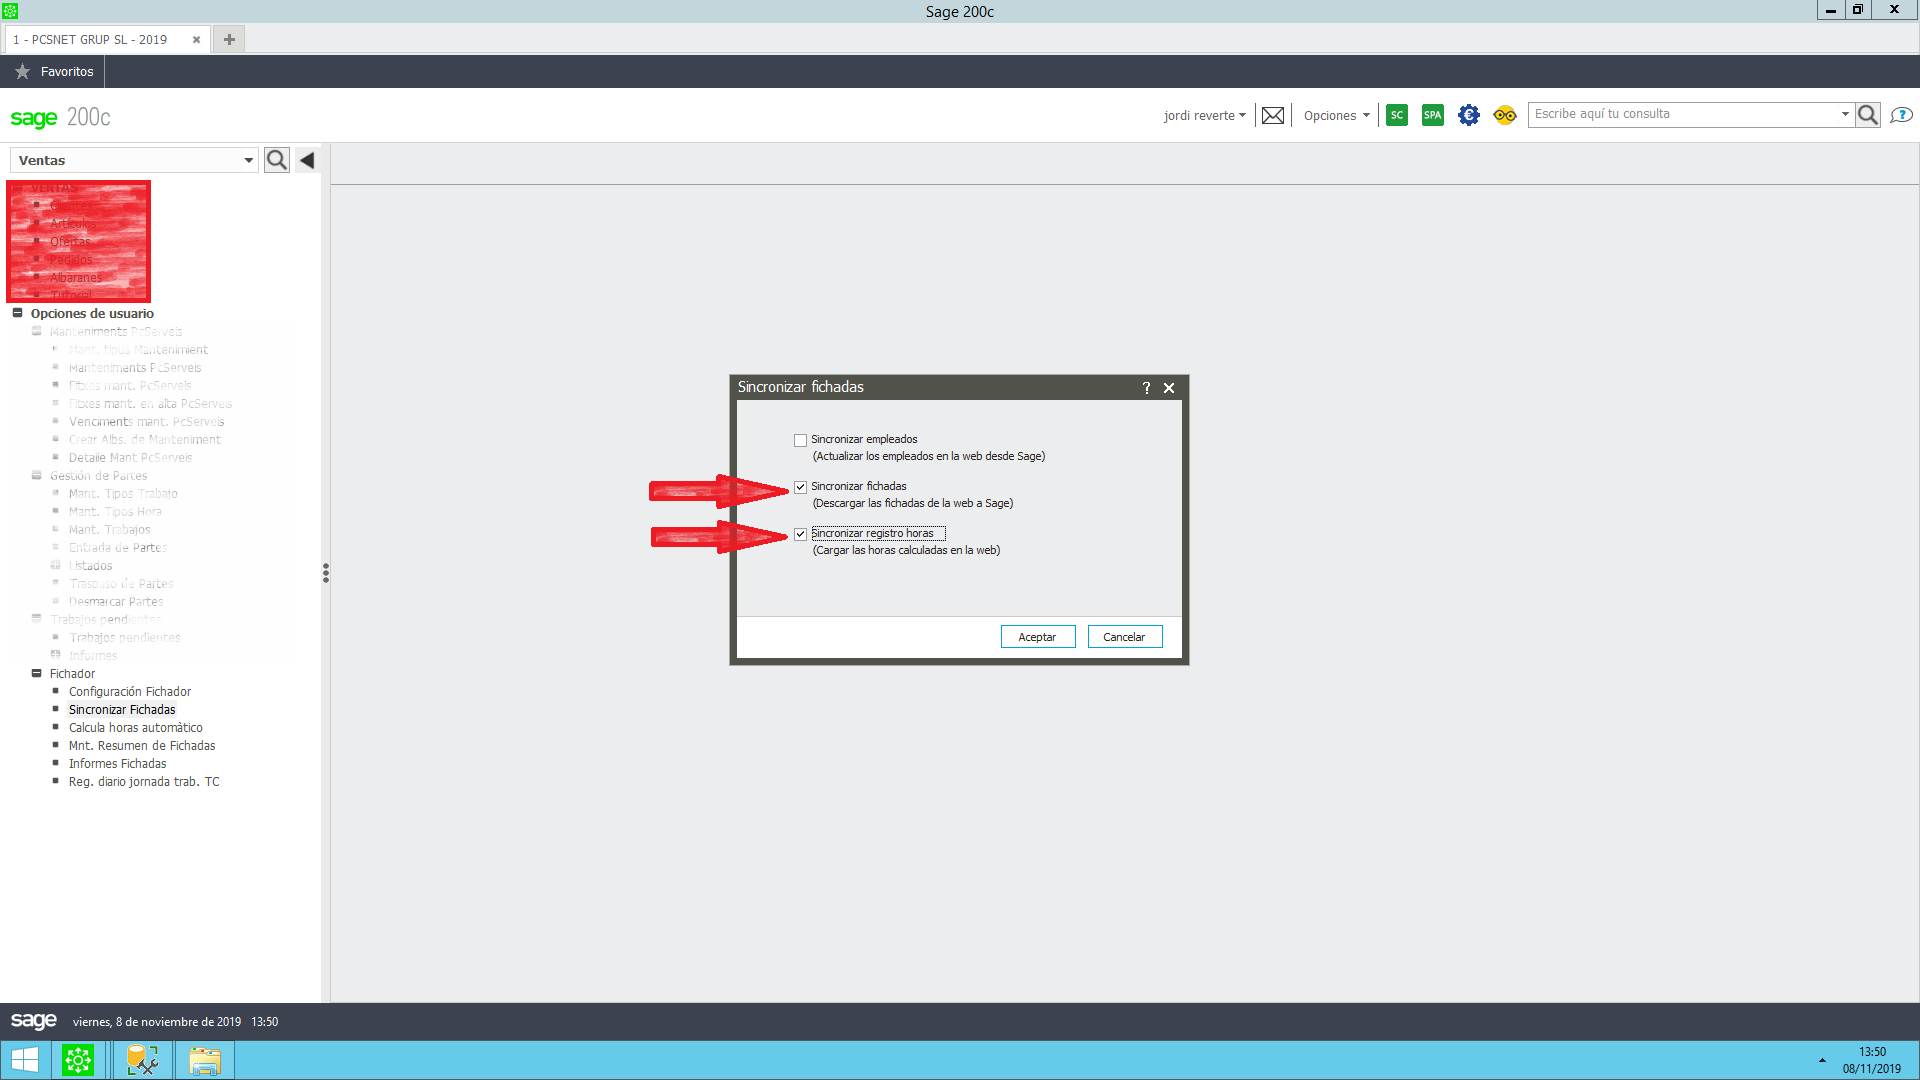 Sage 200c
1 - PCSNET GRUP SL - 2019
Favoritos
sage 200c
jordi reverte
Opciones
SC
SPA
Escribe aquí tu consulta
Ventas
VENTAS
Artículos
Ofertas
Pedidos
Albaranes
Tutorial
Opciones de usuario
Manteniments PcServeis
Mant. tipus Manteniment
Manteniments PcServeis
Fitxes mant. PcServeis
Fitxes mant. en alta PcServeis
Venciments mant. PcServeis
Crear Albs. de Manteniment
Detalle Mant PcServeis
Gestión de Partes
Mant. Tipos Trabajo
Mant. Tipos Hora
Mant. Trabajos
Entrada de Partes
Listados
Traspaso de Partes
Desmarcar Partes
Trabajos pendientes
Trabajos pendientes
Informes
Fichador
Configuración Fichador
Sincronizar Fichadas
Calcula horas automàtico
Mnt. Resumen de Fichadas
Informes Fichadas
Reg. diario jornada trab. TC
Sincronizar fichadas
Sincronizar empleados
(Actualizar los empleados en la web desde Sage)
Sincronizar fichadas
(Descargar las fichadas de la web a Sage)
Sincronizar registro horas
(Cargar las horas calculadas en la web)
Aceptar
Cancelar
sage viernes, 8 de noviembre de 2019 13:50
13:50
08/11/2019